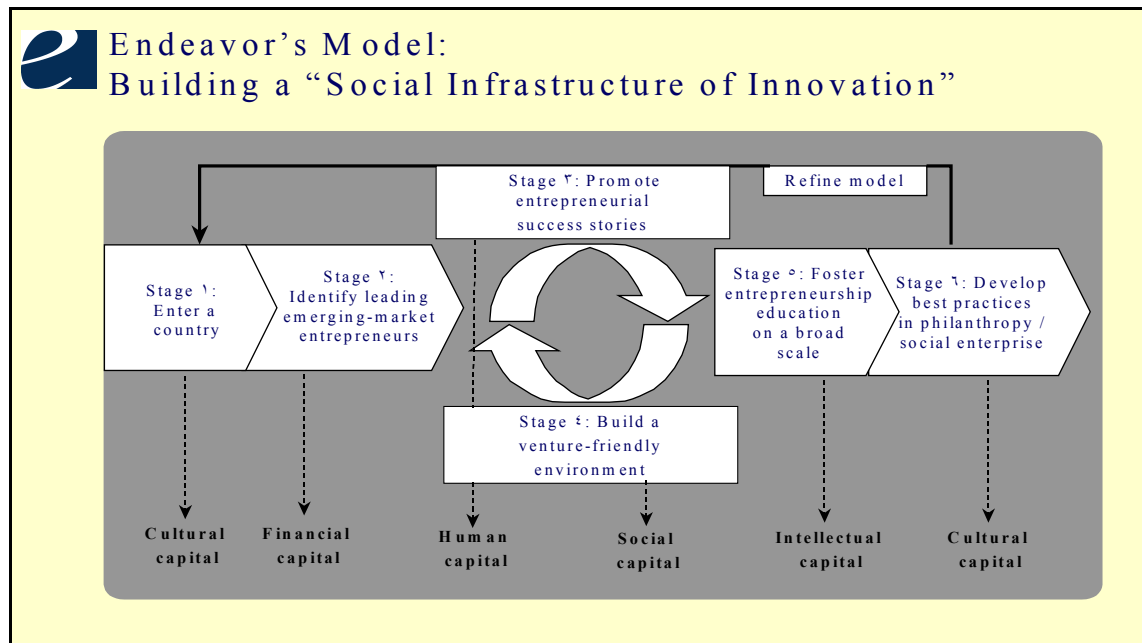 Endeavor's Model:
Building a “Social Infrastructure of Innovation”
Stage ٣: Promote
entrepreneurial
success stories
Refine model
Stage ١:
Enter a
country
Stage ٢:
Identify leading
emerging-market
entrepreneurs
Stage ٥: Foster
entrepreneurship
education
on a broad
scale
Stage ٦: Develop
best practices
in philanthropy /
social enterprise
Stage ٤: Build a
venture-friendly
environment
Cultural
capital
Financial
capital
Human
capital
Social
capital
Intellectual
capital
Cultural
capital